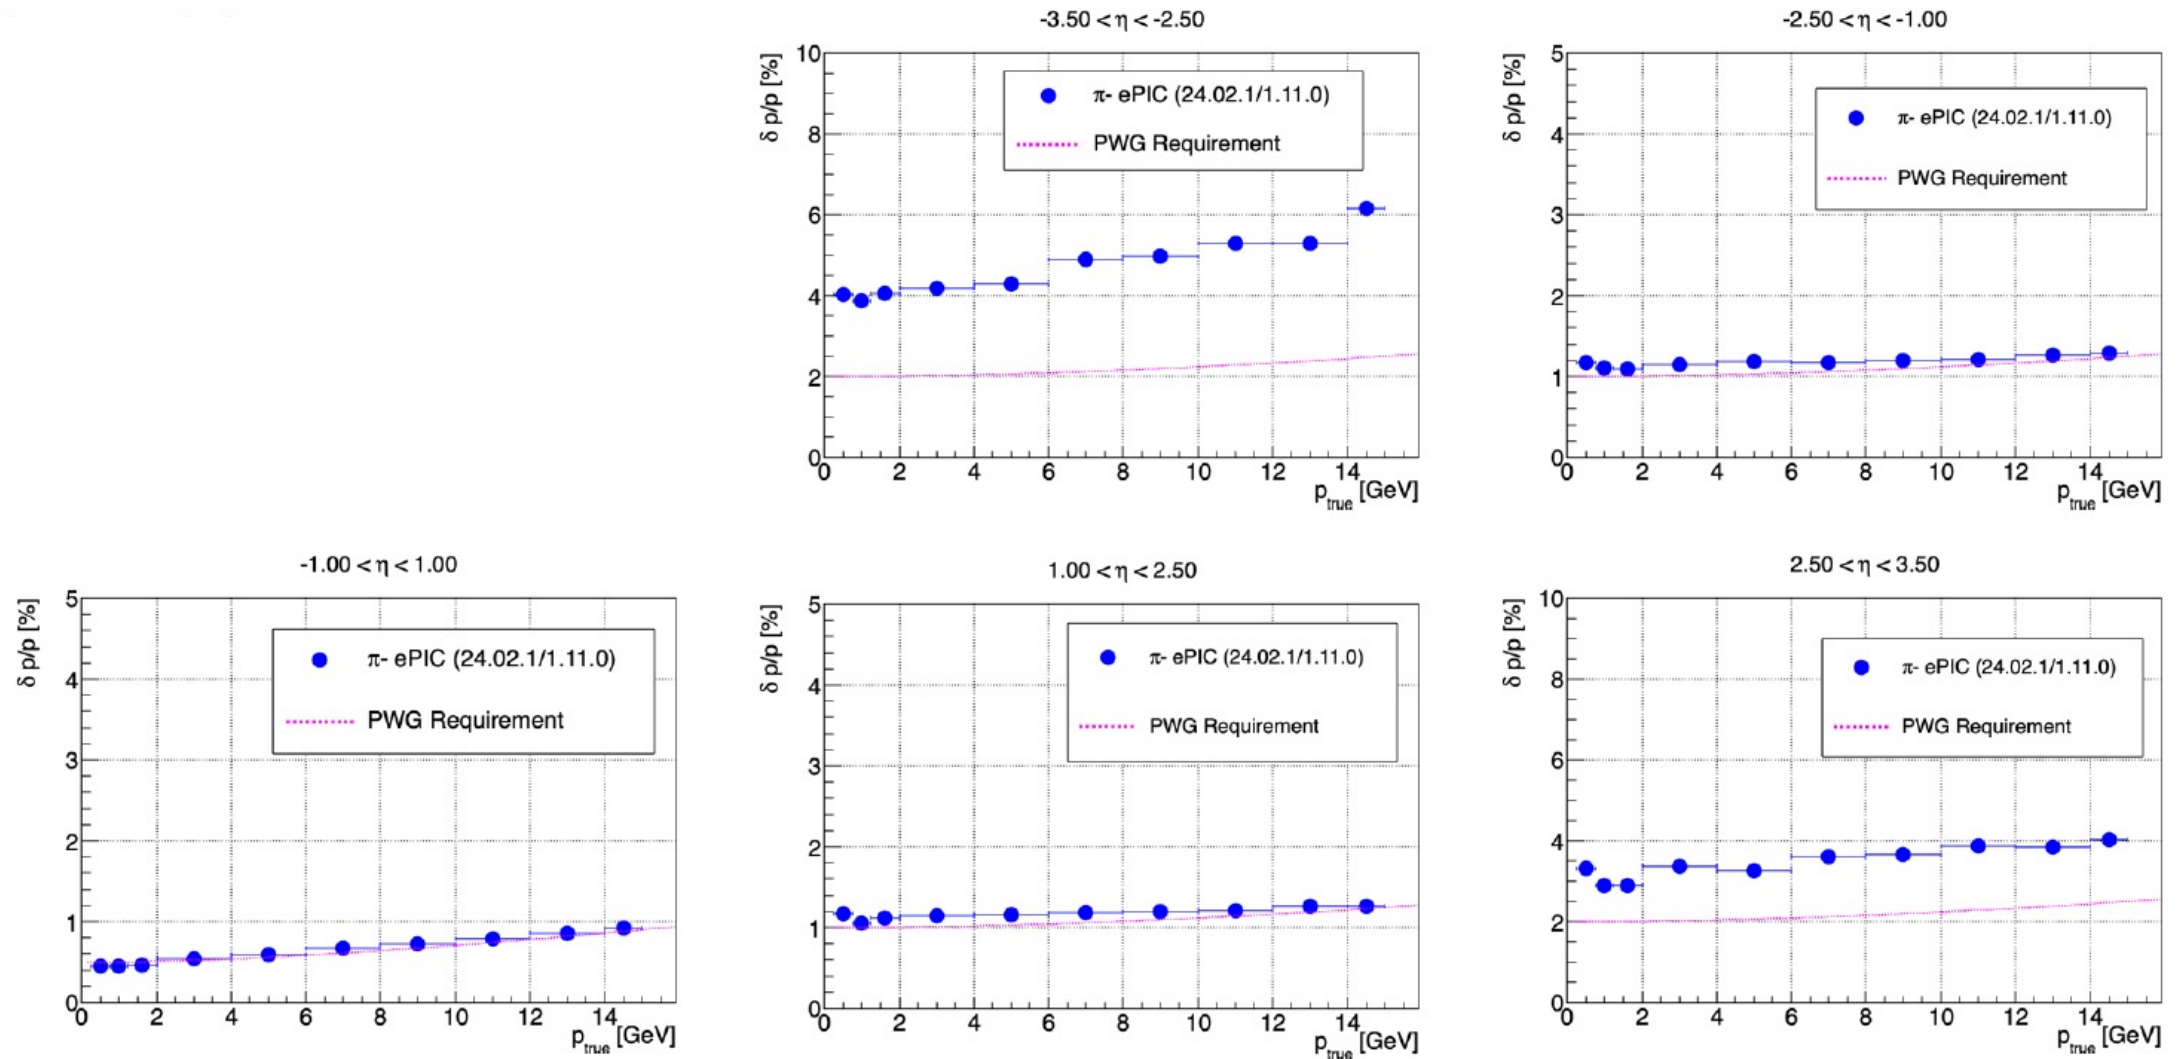 -3.50 < η < -2.50
δ p/p [%]
10
8
6
4
2
0
π- ePIC (24.02.1/1.11.0)
PWG Requirement
0 2 4 6 8 10 12 14
p_true [GeV]
-2.50 < η < -1.00
δ p/p [%]
5
4
3
2
1
0
π- ePIC (24.02.1/1.11.0)
PWG Requirement
0 2 4 6 8 10 12 14
p_true [GeV]
-1.00 < η < 1.00
δ p/p [%]
5
4
3
2
1
0
π- ePIC (24.02.1/1.11.0)
PWG Requirement
0 2 4 6 8 10 12 14
p_true [GeV]
1.00 < η < 2.50
δ p/p [%]
5
4
3
2
1
0
π- ePIC (24.02.1/1.11.0)
PWG Requirement
0 2 4 6 8 10 12 14
p_true [GeV]
2.50 < η < 3.50
δ p/p [%]
10
8
6
4
2
0
π- ePIC (24.02.1/1.11.0)
PWG Requirement
0 2 4 6 8 10 12 14
p_true [GeV]